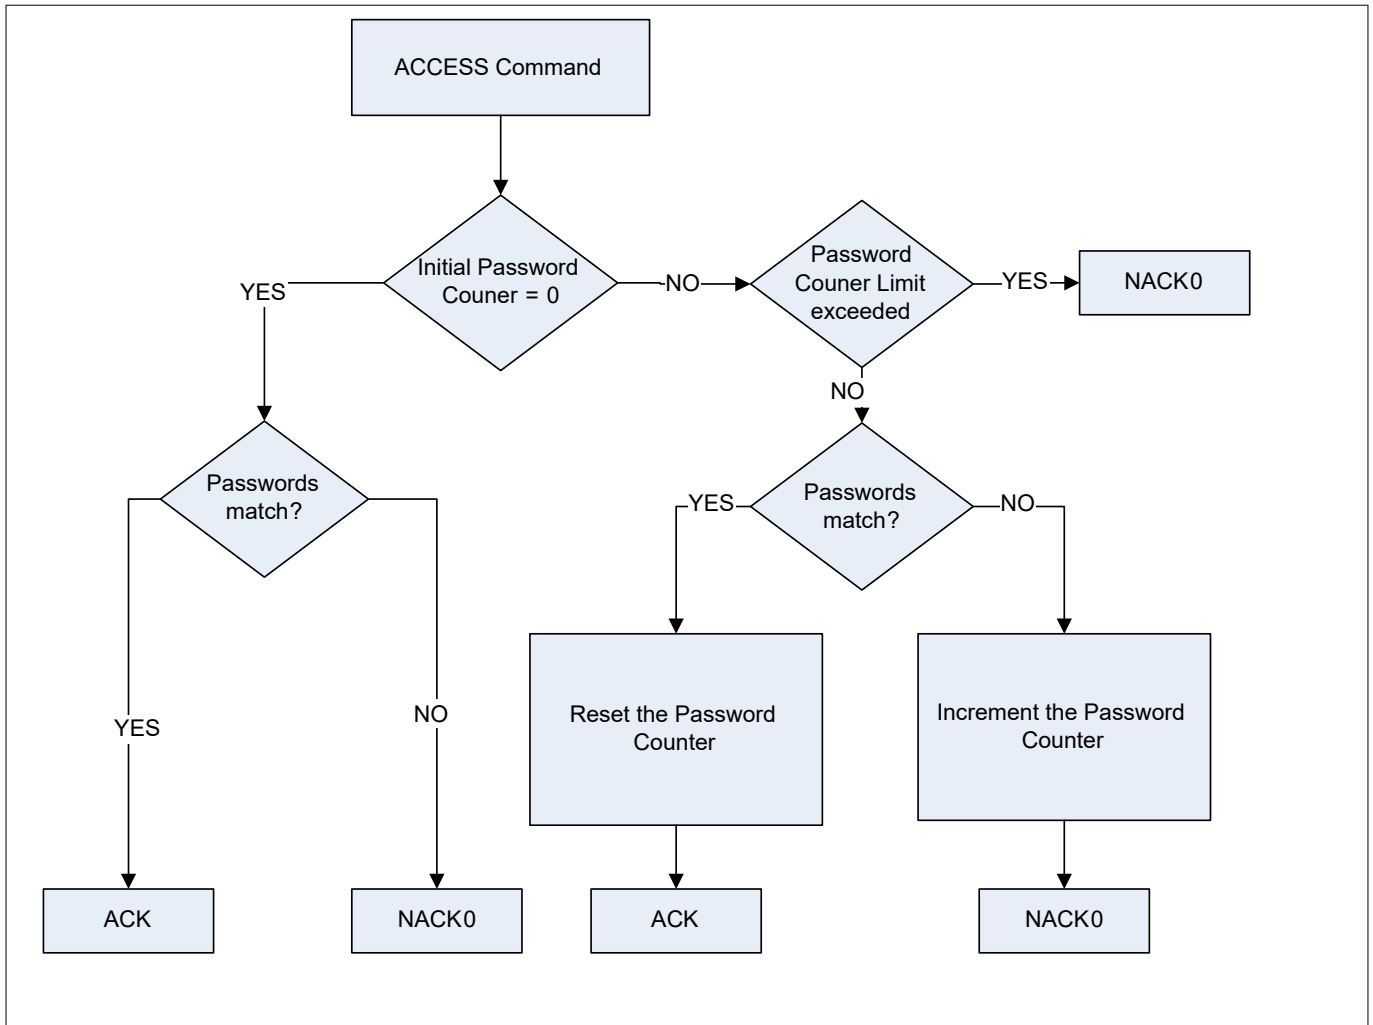 ACCESS Command
Initial Password
Couner = 0
YES
NO
Password
Couner Limit
exceeded
YES
NACK0
NO
Passwords
match?
YES
NO
Passwords
match?
YES
NO
Reset the Password
Counter
Increment the Password
Counter
ACK
NACK0
ACK
NACK0